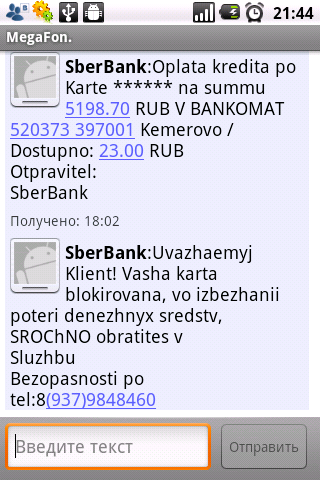 21:44
MegaFon.
SberBank:Oplata kredita po
Karte ****** na summu
5198.70 RUB V BANKOMAT
520373 397001 Kemerovo /
Dostupno: 23.00 RUB
Otpravitel:
SberBank
Получено: 18:02
SberBank:Uvazhaemyj
Klient! Vasha karta
blokirovana, vo izbezhanii
poteri denezhnyx sredstv,
SROChNO obratites v
Sluzhbu
Bezopasnosti po
tel:8(937)9848460
Введите текст
Отправить